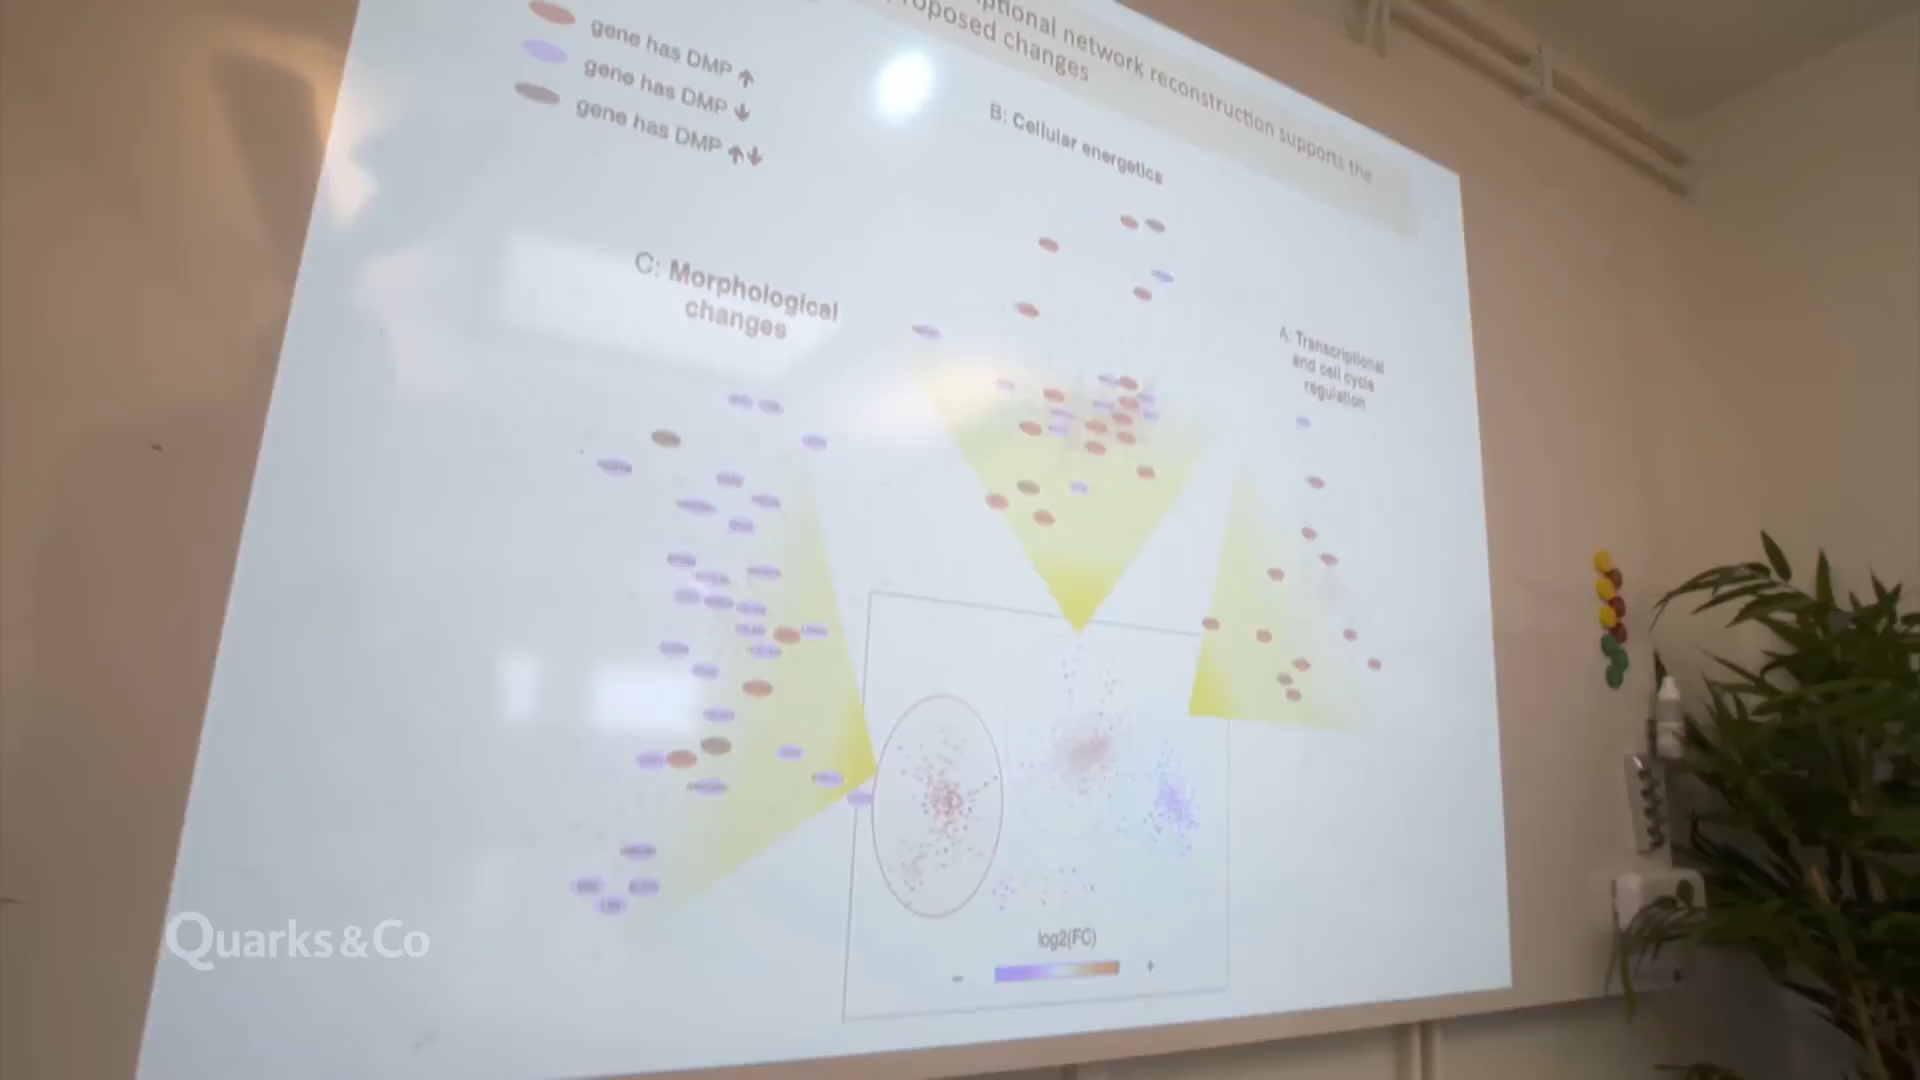 ptional network reconstruction supports the
roposed changes
gene has DMP ↑
gene has DMP ↓
gene has DMP ↑↓
B: Cellular energetics
C: Morphological
changes
A: Transcriptional
and cell cycle
regulation
log2(FC)
- +
Quarks&Co